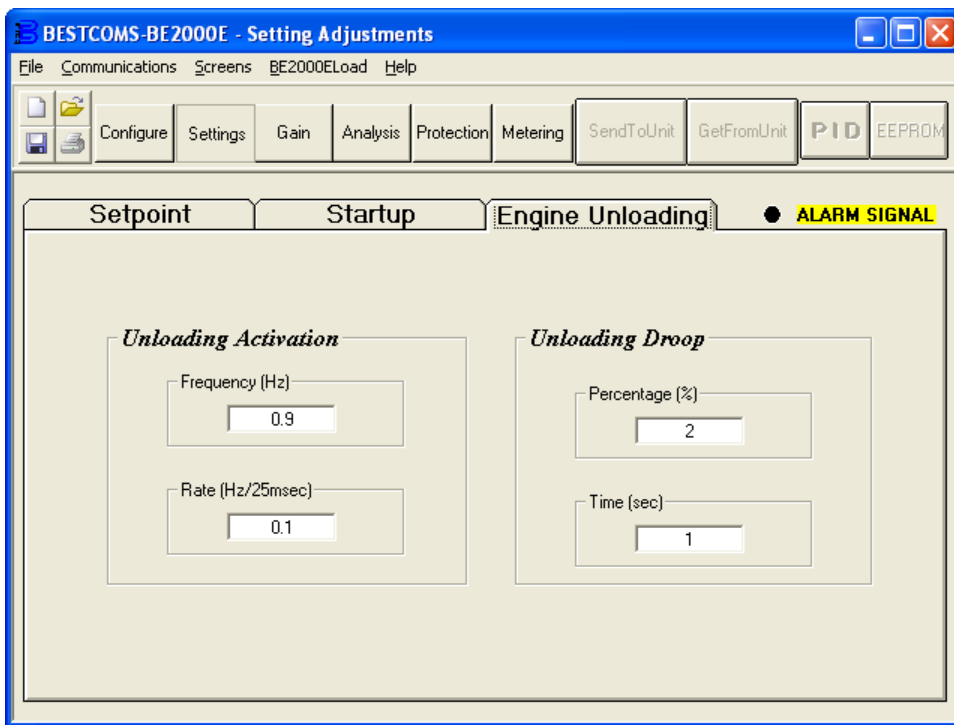 BESTCOMS-BE2000E - Setting Adjustments
File Communications Screens BE2000ELoad Help
Configure Settings Gain Analysis Protection Metering SendToUnit GetFromUnit PID EEPROM
Setpoint Startup Engine Unloading ALARM SIGNAL
Unloading Activation
Frequency (Hz)
0.9
Rate (Hz/25msec)
0.1
Unloading Droop
Percentage (%)
2
Time (sec)
1